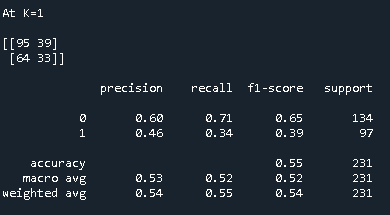 At K=1
[[95 39]
[64 33]]
precision recall f1-score support
0 0.60 0.71 0.65 134
1 0.46 0.34 0.39 97
accuracy 0.55 231
macro avg 0.53 0.52 0.52 231
weighted avg 0.54 0.55 0.54 231